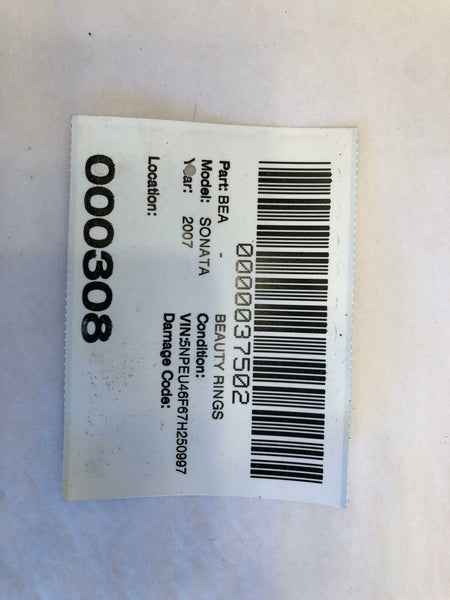 0000037502
Part: BEA - BEAUTY RINGS
Model: SONATA Condition:
Year: 2007 VIN:5NPEU46F67H250997
Damage Code:
Location:
000308